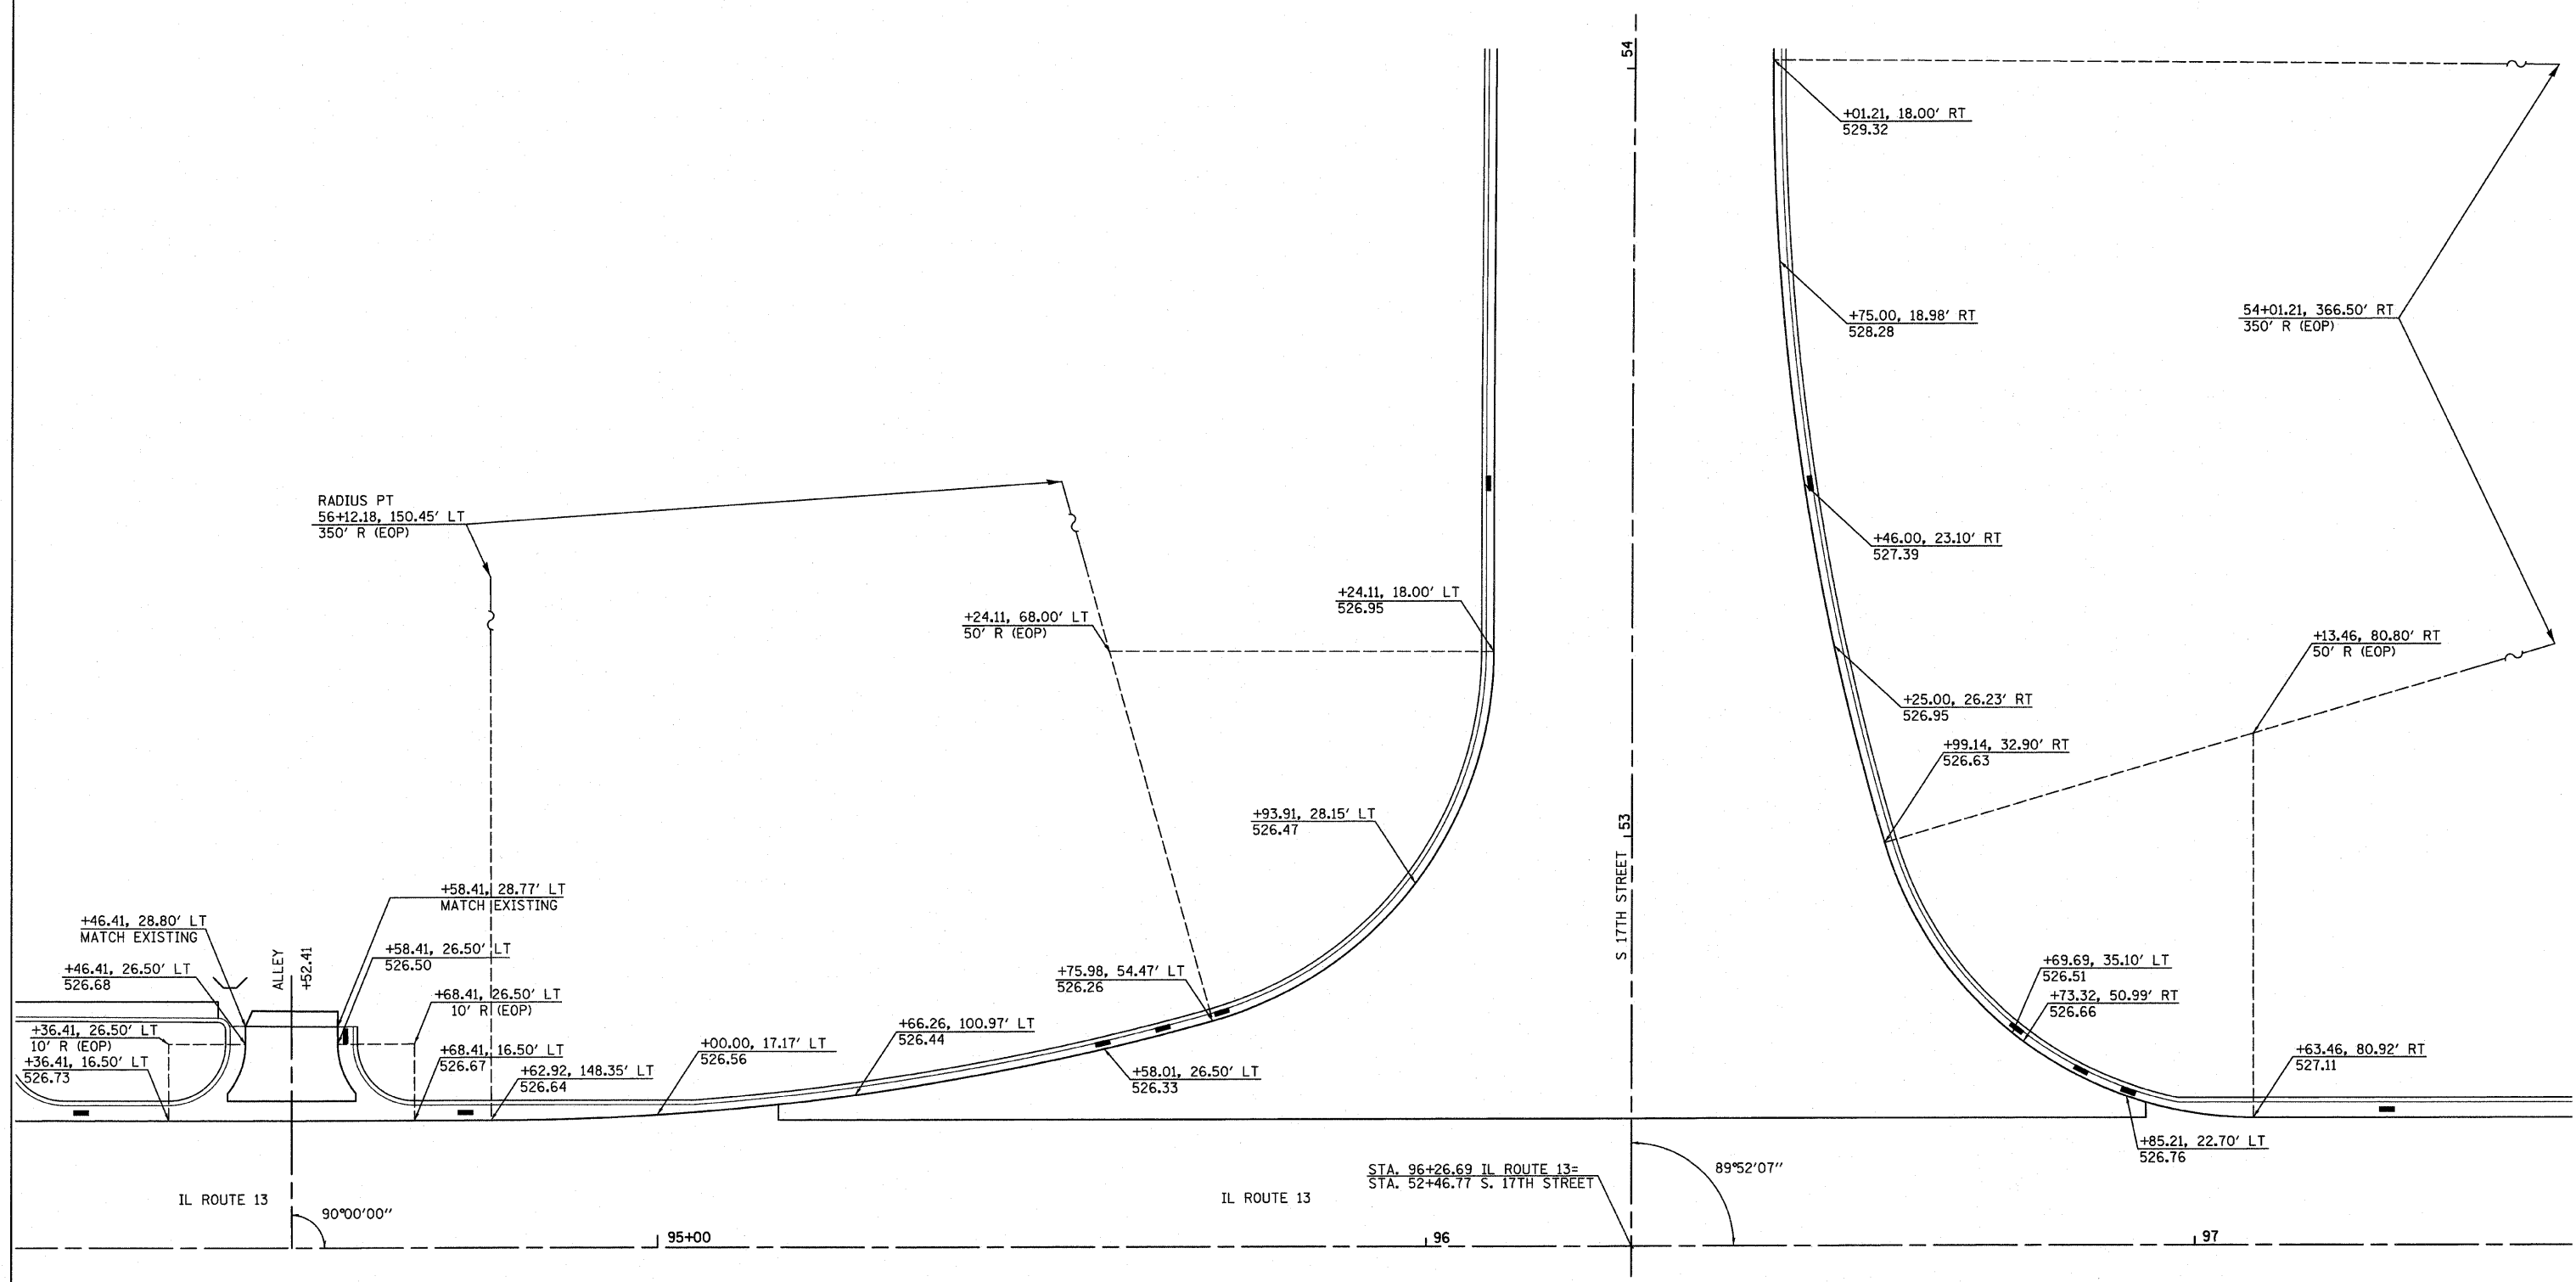 54
+01.21, 18.00' RT
529.32
+75.00, 18.98' RT
528.28
54+01.21, 366.50' RT
350' R (EOP)
RADIUS PT
56+12.18, 150.45' LT
350' R (EOP)
+46.00, 23.10' RT
527.39
+24.11, 18.00' LT
526.95
+24.11, 68.00' LT
50' R (EOP)
+13.46, 80.80' RT
50' R (EOP)
+25.00, 26.23' RT
526.95
+99.14, 32.90' RT
526.63
+93.91, 28.15' LT
526.47
53
S 17TH STREET
+58.41, 28.77' LT
MATCH EXISTING
+46.41, 28.80' LT
MATCH EXISTING
ALLEY
+52.41
+58.41, 26.50' LT
526.50
+46.41, 26.50' LT
526.68
+75.98, 54.47' LT
526.26
+69.69, 35.10' LT
526.51
+68.41, 26.50' LT
10' R (EOP)
+73.32, 50.99' RT
526.66
+66.26, 100.97' LT
526.44
+36.41, 26.50' LT
10' R (EOP)
+00.00, 17.17' LT
526.56
+68.41, 16.50' LT
526.67
+63.46, 80.92' RT
527.11
+36.41, 16.50' LT
526.73
+62.92, 148.35' LT
526.64
+58.01, 26.50' LT
526.33
+85.21, 22.70' LT
526.76
STA. 96+26.69 IL ROUTE 13=
STA. 52+46.77 S. 17TH STREET
89°52'07"
IL ROUTE 13
IL ROUTE 13
90°00'00"
95+00
96
97